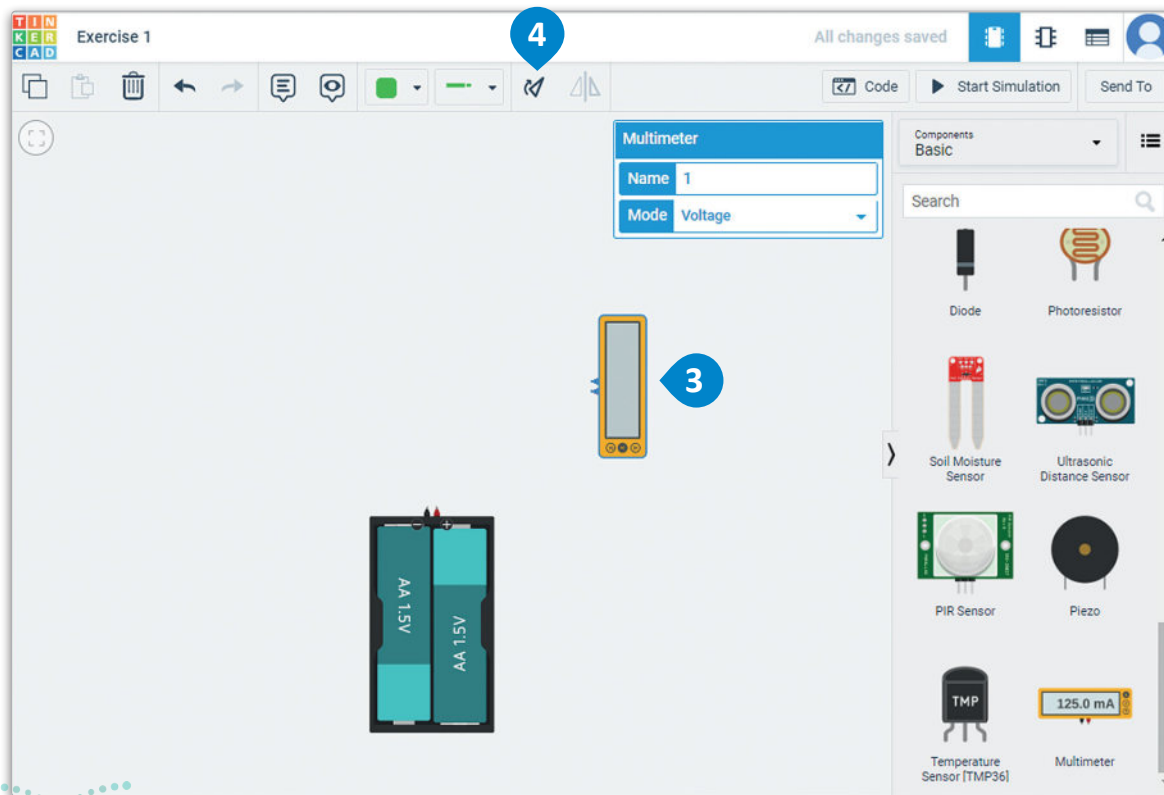 TIN
KER
CAD
Exercise 1
4
All changes saved
Code
Start Simulation
Send To
Multimeter
Name 1
Mode Voltage
Components
Basic
Search
Diode
Photoresistor
3
Soil Moisture
Sensor
Ultrasonic
Distance Sensor
AA 1.5V
AA 1.5V
PIR Sensor
Piezo
TMP
125.0 mA
Temperature
Sensor [TMP36]
Multimeter